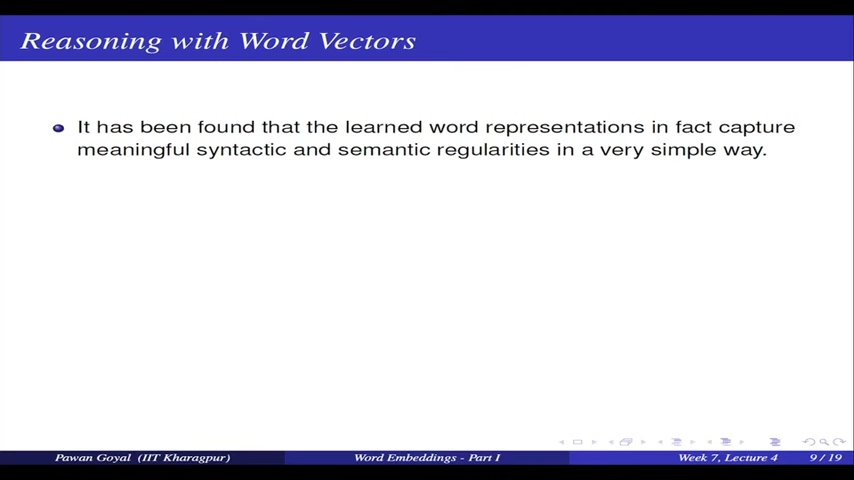 Reasoning with Word Vectors
It has been found that the learned word representations in fact capture
meaningful syntactic and semantic regularities in a very simple way.
Pawan Goyal (IIT Kharagpur) Word Embeddings - Part I Week 7, Lecture 4 9 / 19